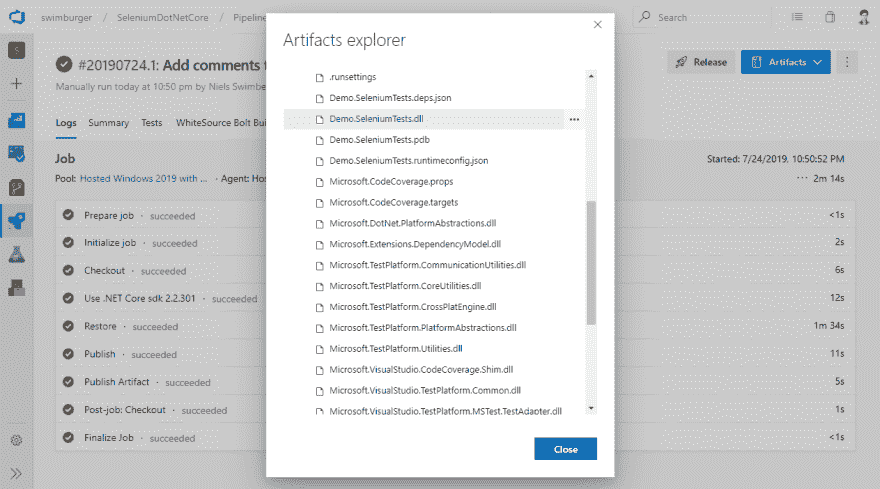 swimburger / SeleniumDotNetCore / Pipeline
Search
#20190724.1: Add comments t
Manually run today at 10:50 pm by Niels Swimbe
Release
Artifacts
Logs Summary Tests WhiteSource Bolt Bui
Job
Pool: Hosted Windows 2019 with ... · Agent: Hos
Started: 7/24/2019, 10:50:52 PM
··· 2m 14s
Prepare job · succeeded <1s
Initialize job · succeeded 2s
Checkout · succeeded 6s
Use .NET Core sdk 2.2.301 · succeeded 12s
Restore · succeeded 1m 34s
Publish · succeeded 11s
Publish Artifact · succeeded 5s
Post-job: Checkout · succeeded 1s
Finalize Job · succeeded <1s
Artifacts explorer
.runsettings
Demo.SeleniumTests.deps.json
Demo.SeleniumTests.dll
Demo.SeleniumTests.pdb
Demo.SeleniumTests.runtimeconfig.json
Microsoft.CodeCoverage.props
Microsoft.CodeCoverage.targets
Microsoft.DotNet.PlatformAbstractions.dll
Microsoft.Extensions.DependencyModel.dll
Microsoft.TestPlatform.CommunicationUtilities.dll
Microsoft.TestPlatform.CoreUtilities.dll
Microsoft.TestPlatform.CrossPlatEngine.dll
Microsoft.TestPlatform.PlatformAbstractions.dll
Microsoft.TestPlatform.Utilities.dll
Microsoft.VisualStudio.CodeCoverage.Shim.dll
Microsoft.VisualStudio.TestPlatform.Common.dll
Microsoft.VisualStudio.TestPlatform.MSTest.TestAdapter.dll
Close